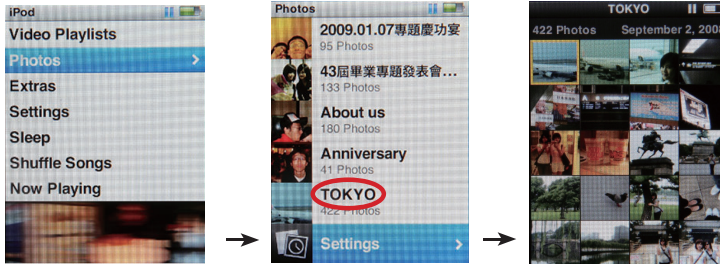 iPod
Video Playlists
Photos
Extras
Settings
Sleep
Shuffle Songs
Now Playing
Photos
2009.01.07專題慶功宴
95 Photos
43屆畢業專題發表會...
133 Photos
About us
180 Photos
Anniversary
41 Photos
TOKYO
422 Photos
Settings
TOKYO
422 Photos
September 2, 2008